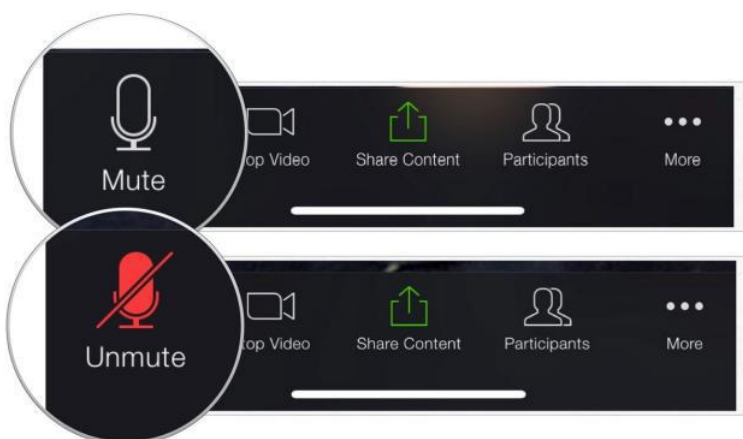 Mute
op Video Share Content Participants More
Unmute
op Video Share Content Participants More